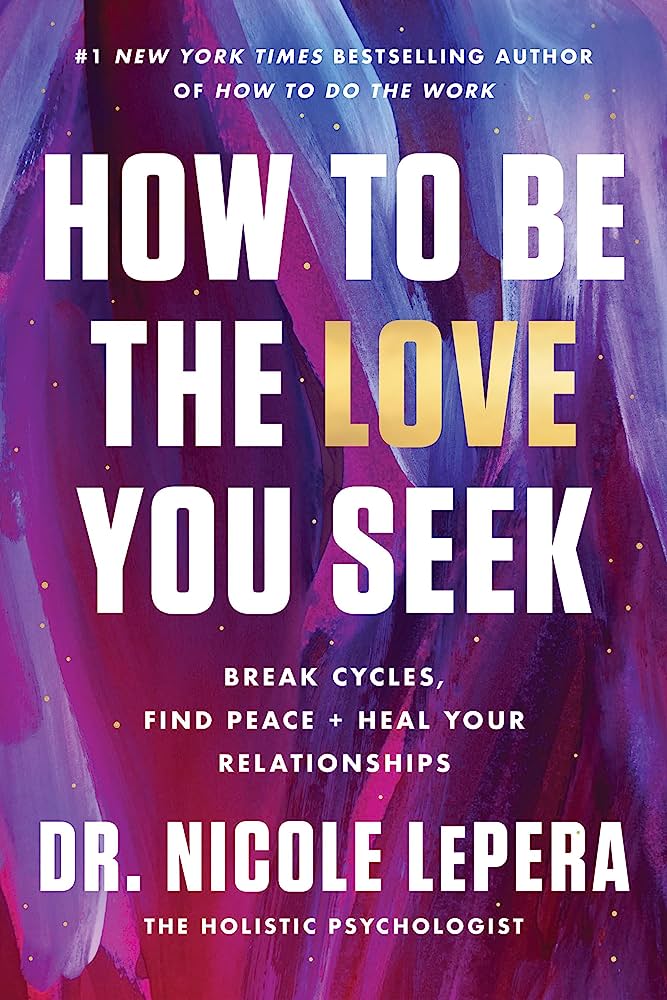 #1 NEW YORK TIMES BESTSELLING AUTHOR
OF HOW TO DO THE WORK
HOW TO BE
THE LOVE
YOU SEEK
BREAK CYCLES,
FIND PEACE + HEAL YOUR
RELATIONSHIPS
DR. NICOLE LePERA
THE HOLISTIC PSYCHOLOGIST